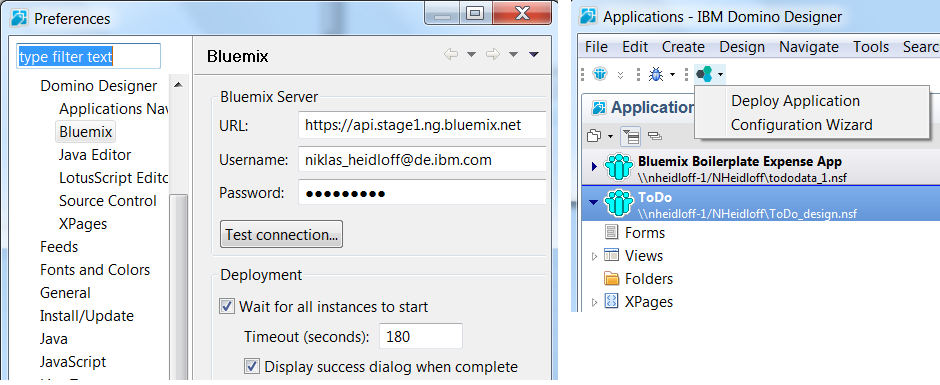 Preferences
type filter text
Domino Designer
Applications Nav
Bluemix
Java Editor
LotusScript Edito
Source Control
XPages
Feeds
Fonts and Colors
General
Install/Update
Java
JavaScript
Bluemix
Bluemix Server
URL: https://api.stage1.ng.bluemix.net
Username: niklas_heidloff@de.ibm.com
Password: ●●●●●●●●●
Test connection...
Deployment
Wait for all instances to start
Timeout (seconds): 180
Display success dialog when complete
Applications - IBM Domino Designer
File Edit Create Design Navigate Tools Searc
Deploy Application
Configuration Wizard
Application
Bluemix Boilerplate Expense App
\\nheidloff-1/NHeidloff\tododata_1.nsf
ToDo
\\nheidloff-1/NHeidloff\ToDo_design.nsf
Forms
Views
Folders
XPages